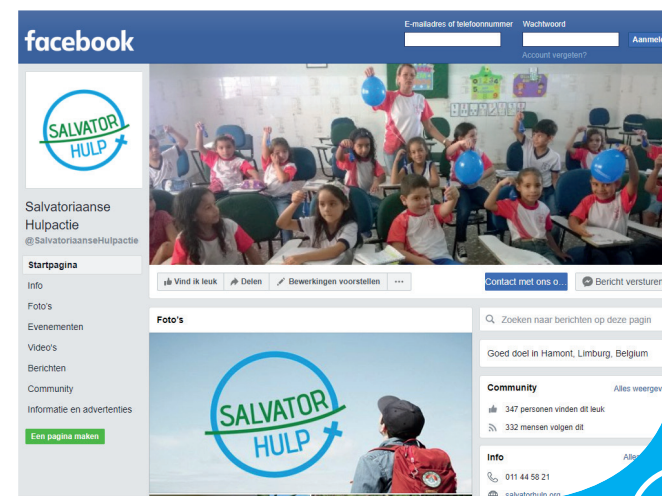 facebook
E-mailadres of telefoonnummer
Wachtwoord
Account vergeten?
SALVATOR
HULP
Salvatoriaanse
Hulpactie
@SalvatoriaanseHulpactie
Startpagina
Info
Foto's
Evenementen
Video's
Berichten
Community
Informatie en advertenties
Een pagina maken
Vind ik leuk
Delen
Bewerkingen voorstellen
Contact met ons o...
Bericht versturen
Foto's
SALVATOR
HULP
Zoeken naar berichten op deze pagin
Goed doel in Hamont, Limburg, Belgium
Community
Alles weergev
347 personen vinden dit leuk
332 mensen volgen dit
Info
011 44 58 21
salvatorhulp.org